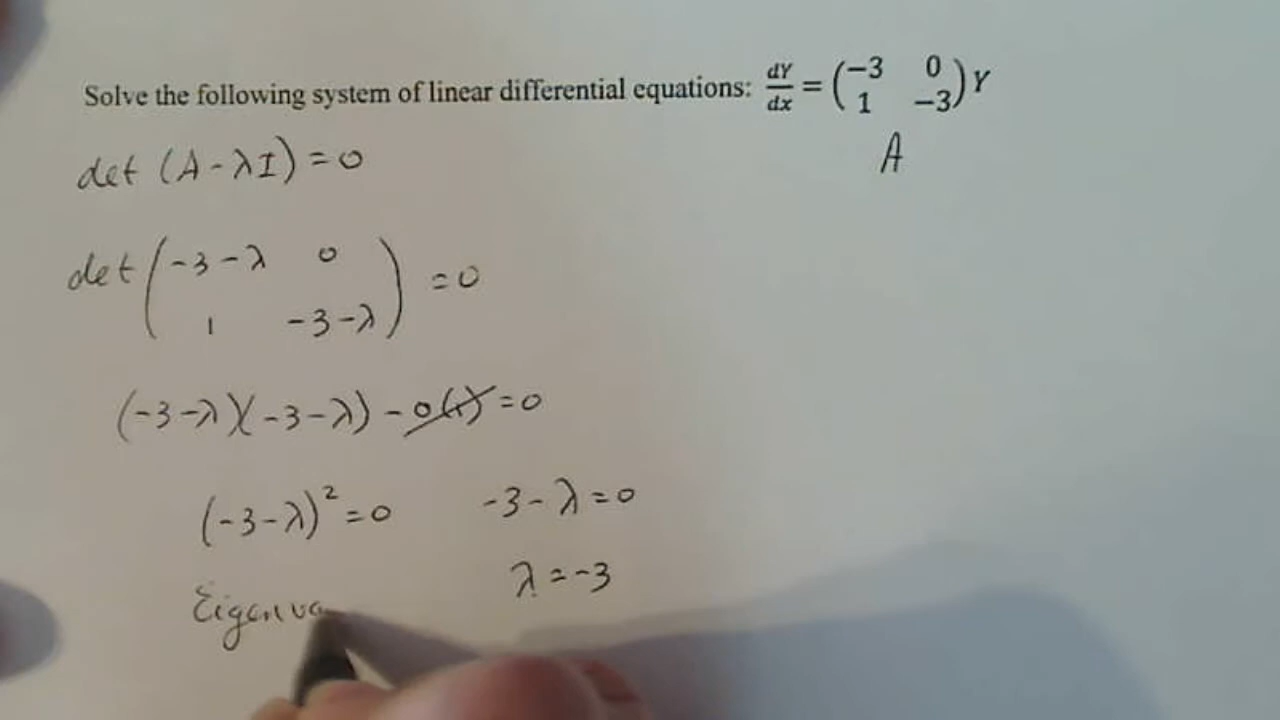 Solve the following system of linear differential equations: dY/dx = (−3 0 1 −3) Y
A
det (A - λI) = 0
det (-3-λ 0 1 -3-λ) = 0
(-3-λ)(-3-λ) - 0(1) = 0
(-3-λ)² = 0 -3-λ = 0
λ = -3
Eigenva